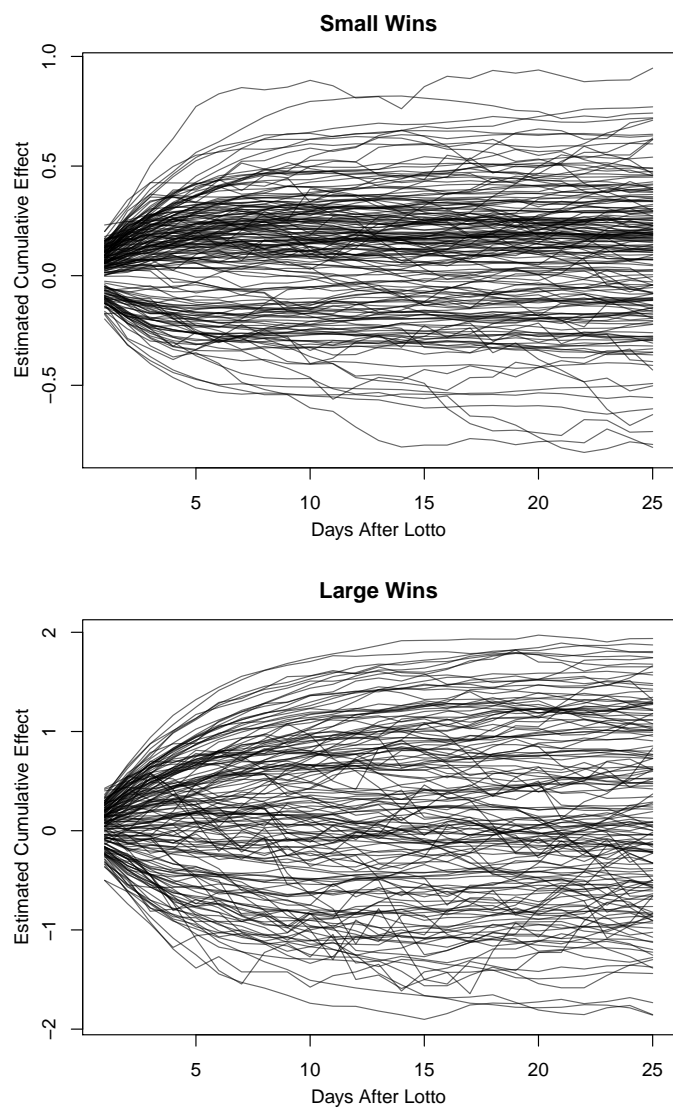 Small Wins
Estimated Cumulative Effect
1.0
0.5
0.0
−0.5
5 10 15 20 25
Days After Lotto
Large Wins
Estimated Cumulative Effect
2
1
0
−1
−2
5 10 15 20 25
Days After Lotto